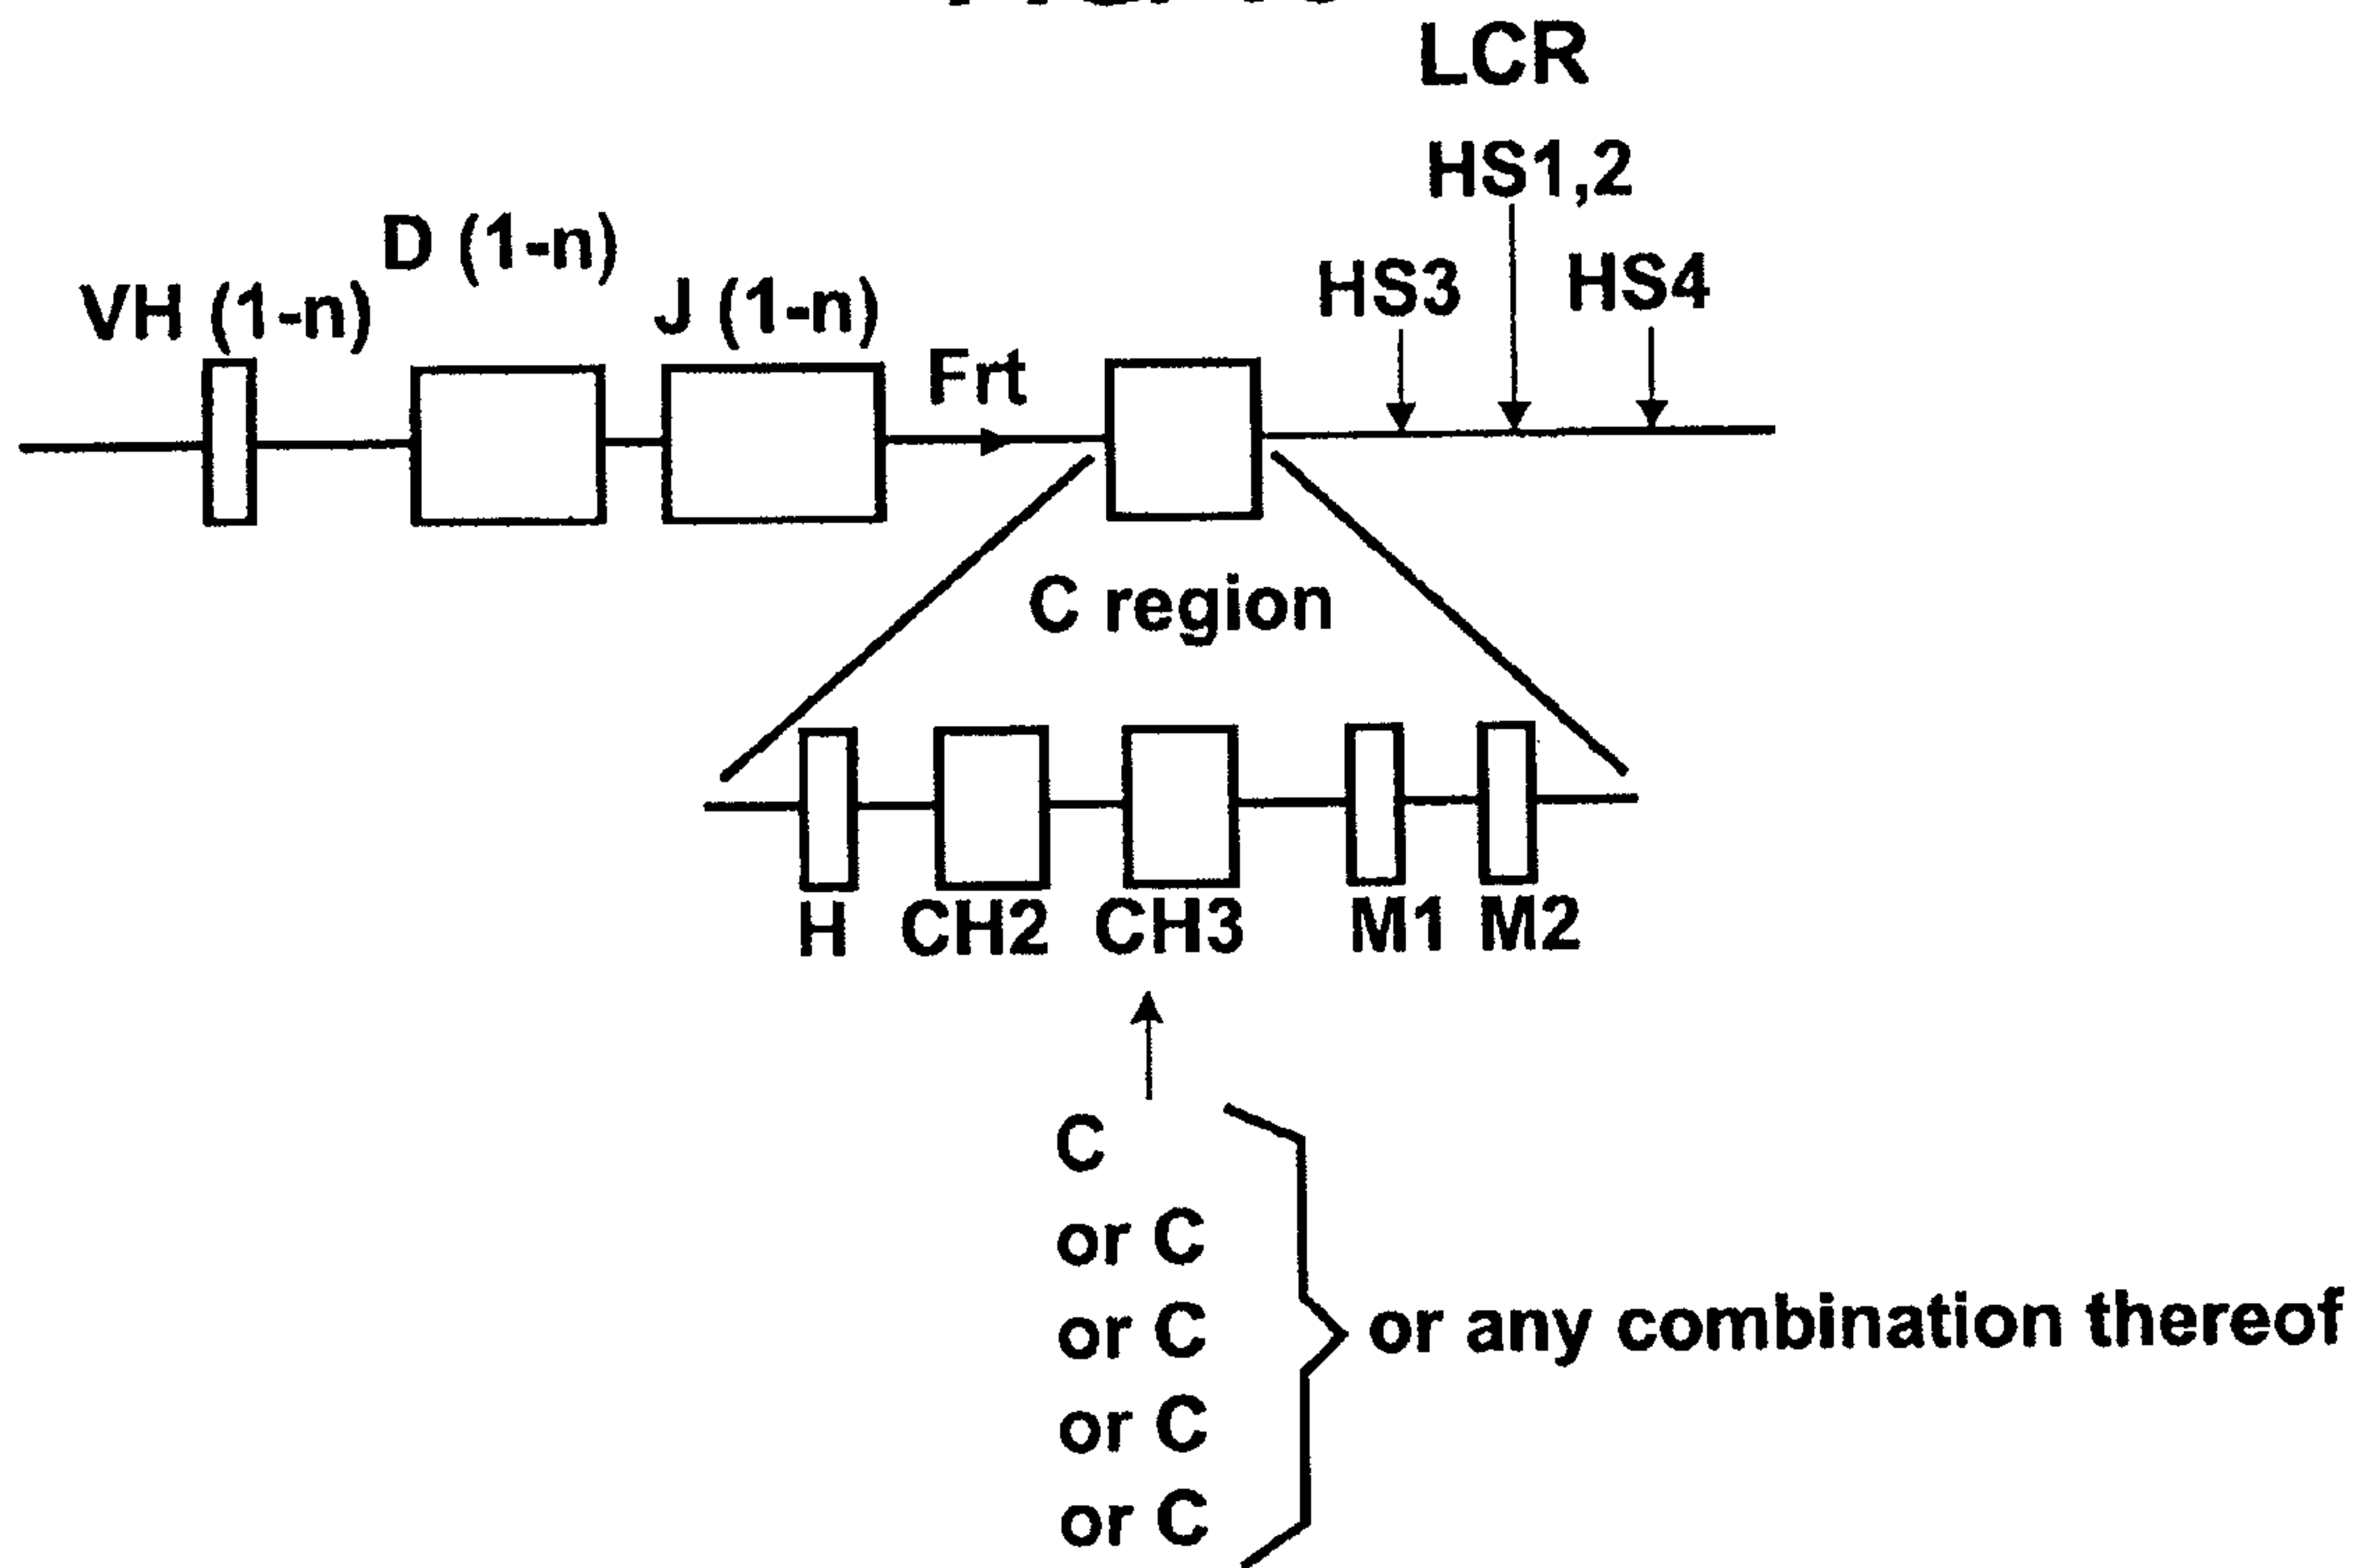 LCR
HS1,2
D (1-n)
HS3
HS4
VH (1-n)
J (1-n)
Frt
C region
H CH2 CH3 M1 M2
C
or C
or C
or any combination thereof
or C
or C